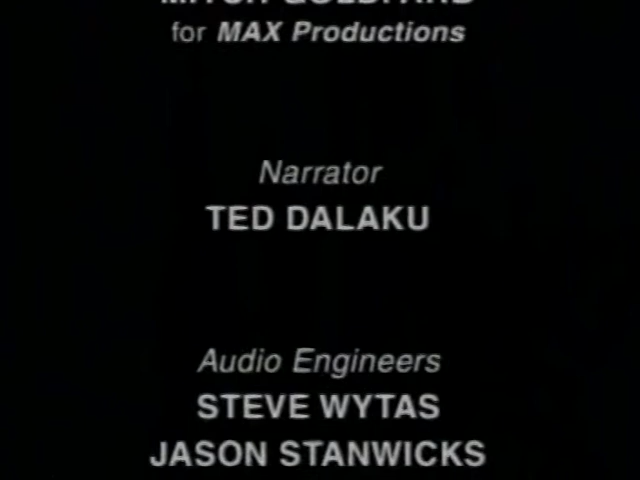 for MAX Productions
Narrator
TED DALAKU
Audio Engineers
STEVE WYTAS
JASON STANWICKS